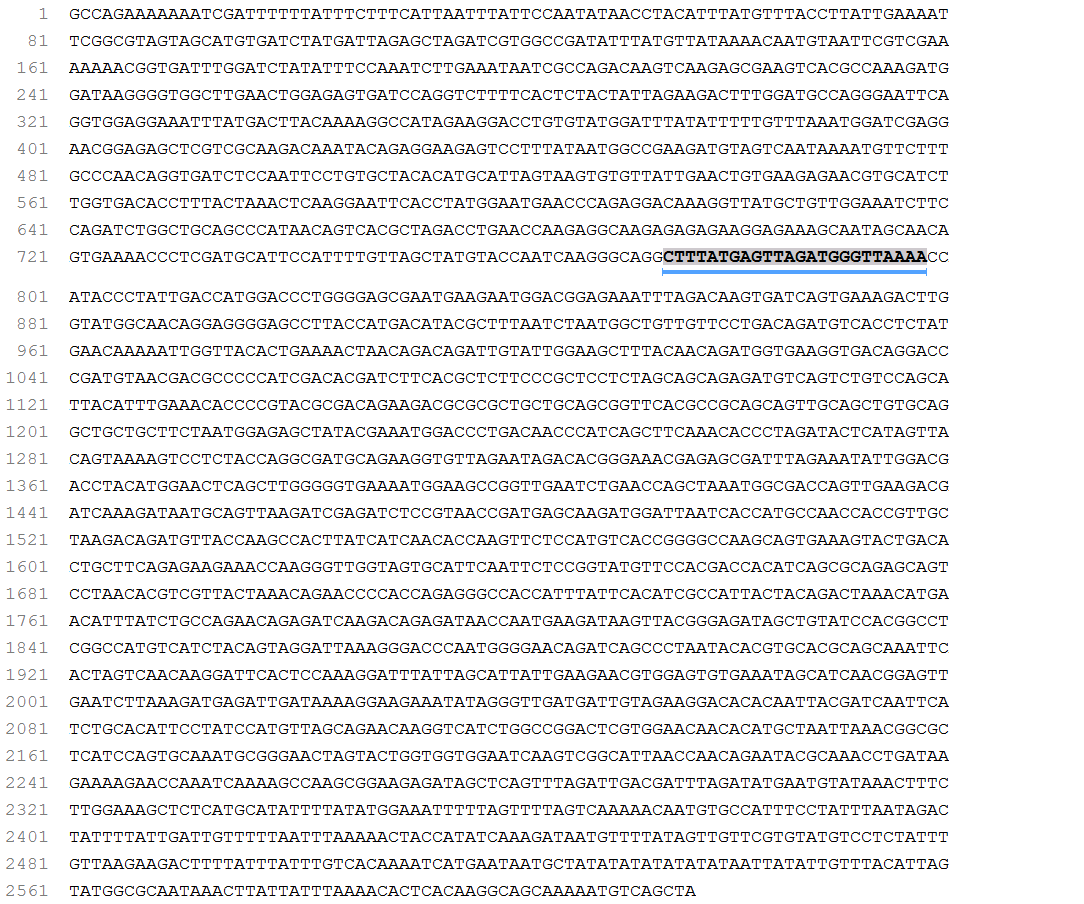 1 GCCAGAAAAAAATCGATTTTTTATTTCTTTCATTAATTTATTCCAATATAACCTACATTTATGTTTACCTTATTGAAAAT
81 TCGGCGTAGTAGCATGTGATCTATGATTAGAGCTAGATCGTGGCCGATATTTATGTTATAAAACAATGTAATTCGTCGAA
161 AAAAACGGTGATTTGGATCTATATTTCCAAATCTTGAAATAATCGCCAGACAAGTCAAGAGCGAAGTCACGCCAAAGATG
241 GATAAGGGGTGGCTTGAACTGGAGAGTGATCCAGGTCTTTTCACTCTACTATTAGAAGACTTTGGATGCCAGGGAATTCA
321 GGTGGAGGAAATTTATGACTTACAAAAGGCCATAGAAGGACCTGTGTATGGATTTATATTTTTGTTTAAATGGATCGAGG
401 AACGGAGAGCTCGTCGCAAGACAAATACAGAGGAAGAGTCCTTTATAATGGCCGAAGATGTAGTCAATAAAATGTTCTTT
481 GCCCAACAGGTGATCTCCAATTCCTGTGCTACACATGCATTAGTAAGTGTGTTATTGAACTGTGAAGAGAACGTGCATCT
561 TGGTGACACCTTTACTAAACTCAAGGAATTCACCTATGGAATGAACCCAGAGGACAAAGGTTATGCTGTTGGAAATCTTC
641 CAGATCTGGCTGCAGCCCATAACAGTCACGCTAGACCTGAACCAAGAGGCAAGAGAGAGAAGGAGAAAGCAATAGCAACA
721 GTGAAAACCCTCGATGCATTCCATTTTGTTAGCTATGTACCAATCAAGGGCAGGCTTTATGAGTTAGATGGGTTAAAACC
801 ATACCCTATTGACCATGGACCCTGGGGAGCGAATGAAGAATGGACGGAGAAATTTAGACAAGTGATCAGTGAAAGACTTG
881 GTATGGCAACAGGAGGGGAGCCTTACCATGACATACGCTTTAATCTAATGGCTGTTGTTCCTGACAGATGTCACCTCTAT
961 GAACAAAAATTGGTTACACTGAAAACTAACAGACAGATTGTATTGGAAGCTTTACAACAGATGGTGAAGGTGACAGGACC
1041 CGATGTAACGACGCCCCCATCGACACGATCTTCACGCTCTTCCCGCTCCTCTAGCAGCAGAGATGTCAGTCTGTCCAGCA
1121 TTACATTTGAAACACCCCGTACGCGACAGAAGACGCGCGCTGCTGCAGCGGTTCACGCCGCAGCAGTTGCAGCTGTGCAG
1201 GCTGCTGCTTCTAATGGAGAGCTATACGAAATGGACCCTGACAACCCATCAGCTTCAAACACCCTAGATACTCATAGTTA
1281 CAGTAAAAGTCCTCTACCAGGCGATGCAGAAGGTGTTAGAATAGACACGGGAAACGAGAGCGATTTAGAAATATTGGACG
1361 ACCTACATGGAACTCAGCTTGGGGGTGAAAATGGAAGCCGGTTGAATCTGAACCAGCTAAATGGCGACCAGTTGAAGACG
1441 ATCAAAGATAATGCAGTTAAGATCGAGATCTCCGTAACCGATGAGCAAGATGGATTAATCACCATGCCAACCACCGTTGC
1521 TAAGACAGATGTTACCAAGCCACTTATCATCAACACCAAGTTCTCCATGTCACCGGGGCCAAGCAGTGAAAGTACTGACA
1601 CTGCTTCAGAGAAGAAACCAAGGGTTGGTAGTGCATTCAATTCTCCGGTATGTTCCACGACCACATCAGCGCAGAGCAGT
1681 CCTAACACGTCGTTACTAAACAGAACCCCACCAGAGGGCCACCATTTATTCACATCGCCATTACTACAGACTAAACATGA
1761 ACATTTATCTGCCAGAACAGAGATCAAGACAGAGATAACCAATGAAGATAAGTTACGGGAGATAGCTGTATCCACGGCCT
1841 CGGCCATGTCATCTACAGTAGGATTAAAGGGACCCAATGGGGAACAGATCAGCCCTAATACACGTGCACGCAGCAAATTC
1921 ACTAGTCAACAAGGATTCACTCCAAAGGATTTATTAGCATTATTGAAGAACGTGGAGTGTGAAATAGCATCAACGGAGTT
2001 GAATCTTAAAGATGAGATTGATAAAAGGAAGAAATATAGGGTTGATGATTGTAGAAGGACACACAATTACGATCAATTCA
2081 TCTGCACATTCCTATCCATGTTAGCAGAACAAGGTCATCTGGCCGGACTCGTGGAACAACACATGCTAATTAAACGGCGC
2161 TCATCCAGTGCAAATGCGGGAACTAGTACTGGTGGTGGAATCAAGTCGGCATTAACCAACAGAATACGCAAACCTGATAA
2241 GAAAAGAACCAAATCAAAAGCCAAGCGGAAGAGATAGCTCAGTTTAGATTGACGATTTAGATATGAATGTATAAACTTTC
2321 TTGGAAAGCTCTCATGCATATTTTATATGGAAATTTTTAGTTTTAGTCAAAAACAATGTGCCATTTCCTATTTAATAGAC
2401 TATTTTATTGATTGTTTTTAATTTAAAAACTACCATATCAAAGATAATGTTTTATAGTTGTTCGTGTATGTCCTCTATTT
2481 GTTAAGAAGACTTTTATTTATTTGTCACAAAATCATGAATAATGCTATATATATATATATAATTATATTGTTTACATTAG
2561 TATGGCGCAATAAACTTATTATTTAAAACACTCACAAGGCAGCAAAAATGTCAGCTA